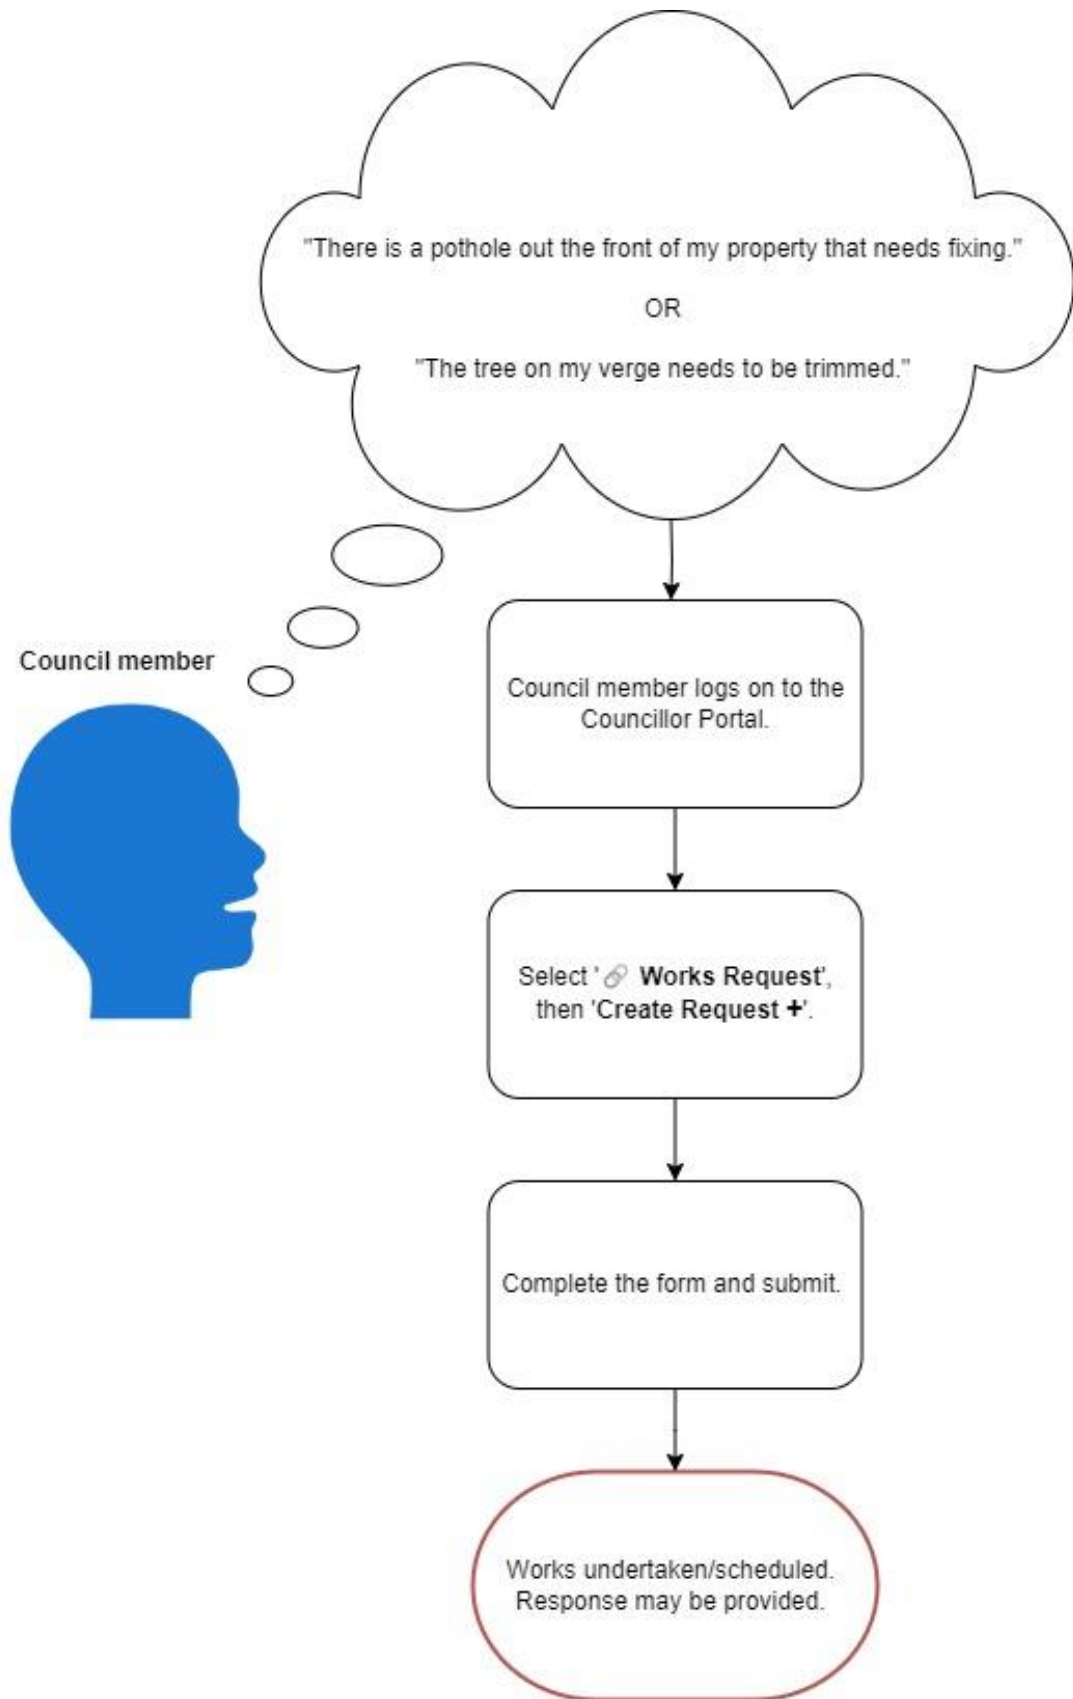 "There is a pothole out the front of my property that needs fixing."
OR
"The tree on my verge needs to be trimmed."
Council member
Council member logs on to the
Councillor Portal.
Select '🔗 Works Request',
then 'Create Request +'.
Complete the form and submit.
Works undertaken/scheduled.
Response may be provided.